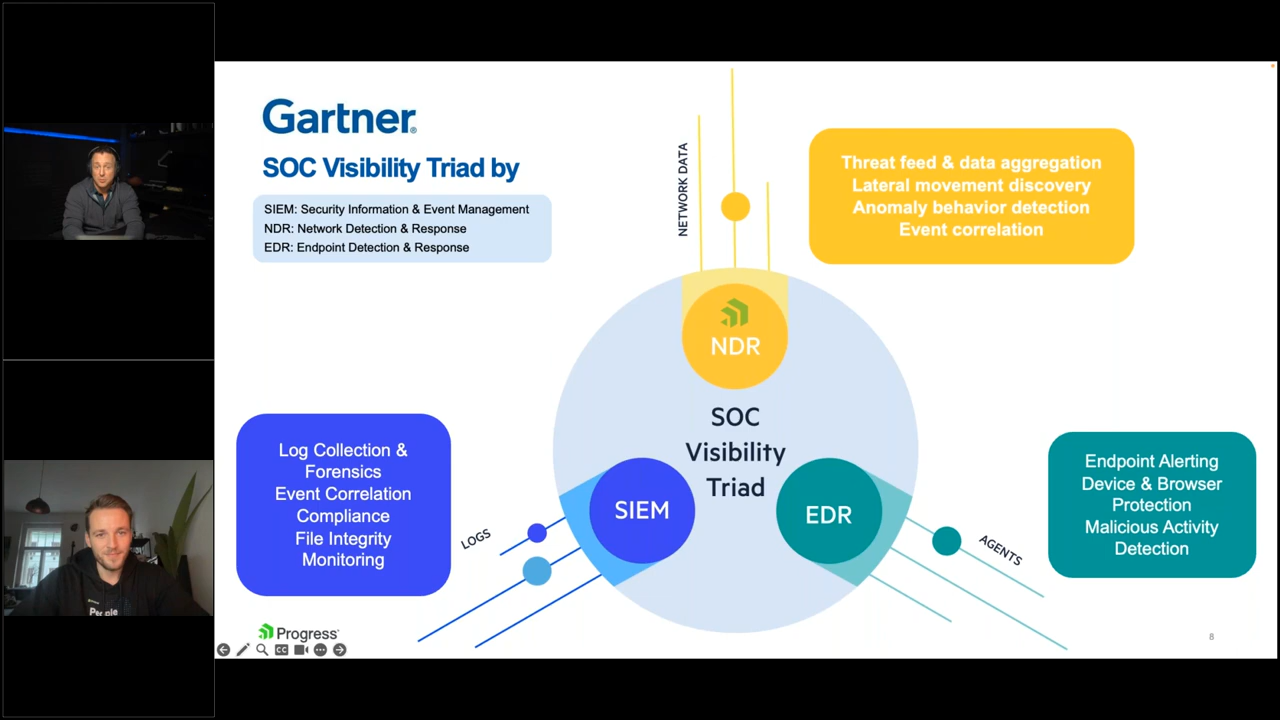 Gartner®
SOC Visibility Triad by
SIEM: Security Information & Event Management
NDR: Network Detection & Response
EDR: Endpoint Detection & Response
NETWORK DATA
Threat feed & data aggregation
Lateral movement discovery
Anomaly behavior detection
Event correlation
NDR
SOC
Visibility
Triad
SIEM
EDR
Log Collection &
Forensics
Event Correlation
Compliance
File Integrity
Monitoring
LOGS
AGENTS
Endpoint Alerting
Device & Browser
Protection
Malicious Activity
Detection
Progress®
CC
8
People